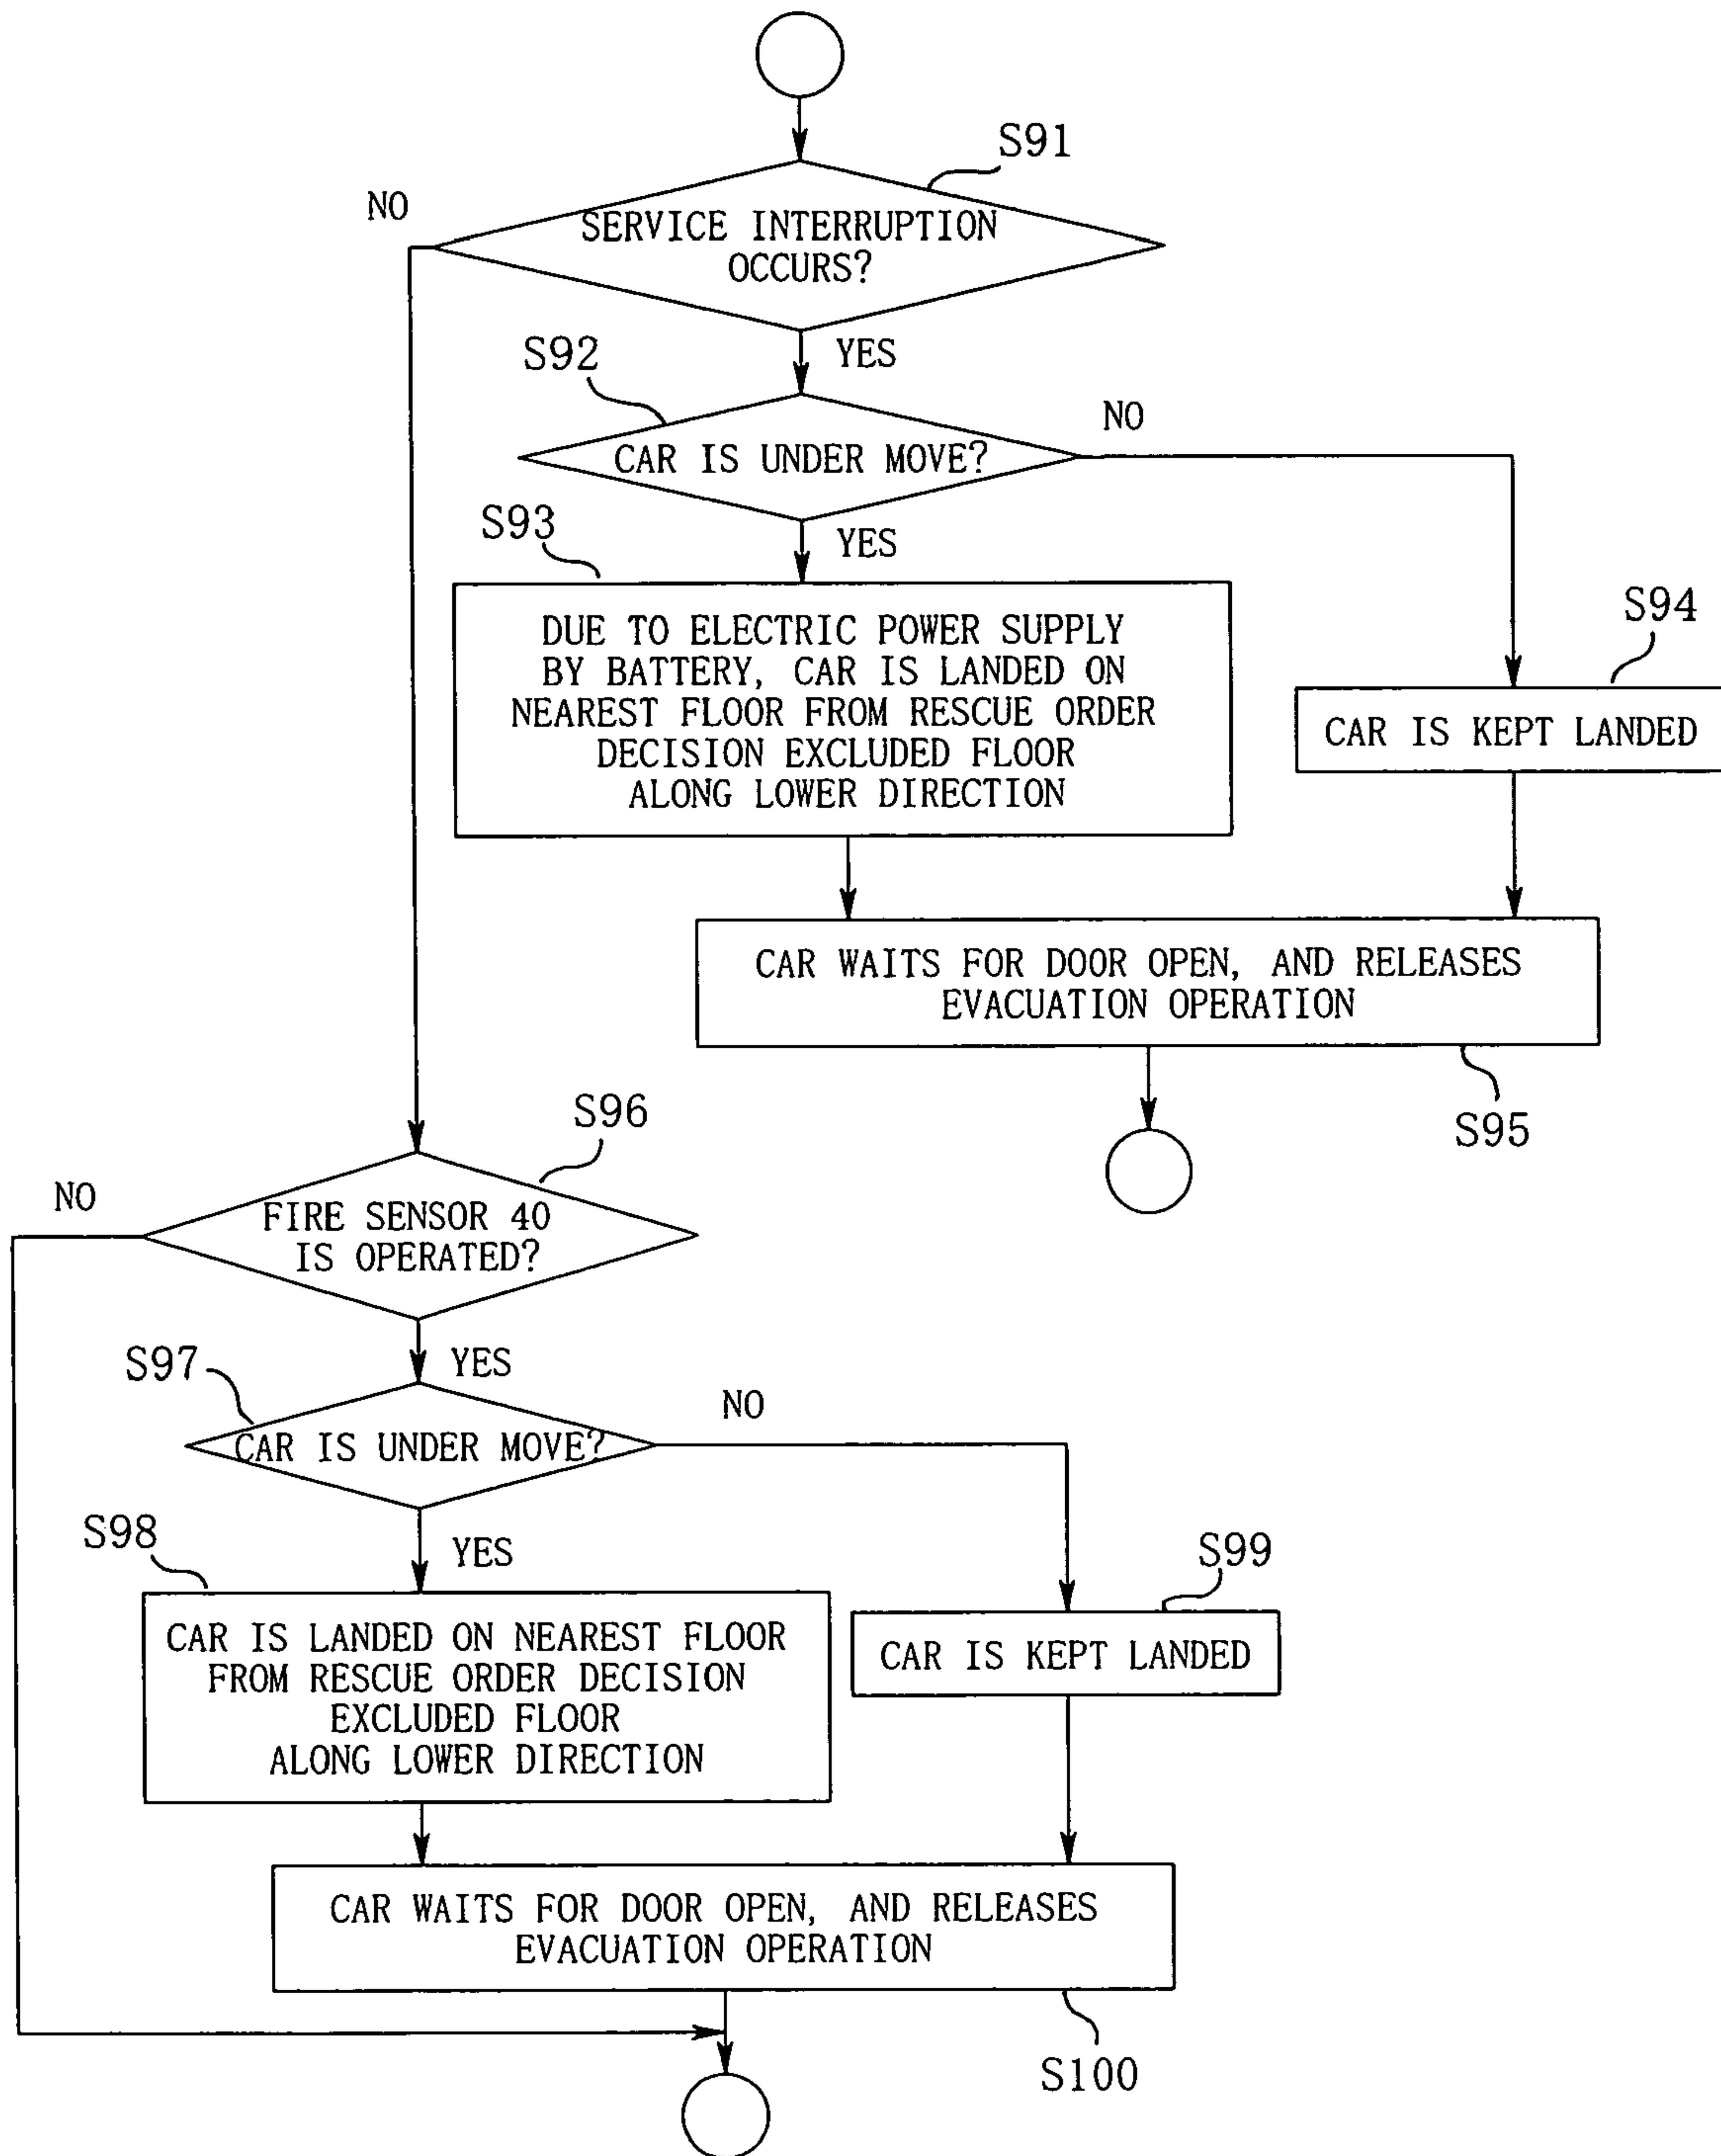 S91
NO
SERVICE INTERRUPTION
OCCURS?
YES
S92
NO
CAR IS UNDER MOVE?
YES
S93
DUE TO ELECTRIC POWER SUPPLY
BY BATTERY, CAR IS LANDED ON
NEAREST FLOOR FROM RESCUE ORDER
DECISION EXCLUDED FLOOR
ALONG LOWER DIRECTION
S94
CAR IS KEPT LANDED
CAR WAITS FOR DOOR OPEN, AND RELEASES
EVACUATION OPERATION
S95
S96
NO
FIRE SENSOR 40
IS OPERATED?
YES
S97
NO
CAR IS UNDER MOVE?
YES
S98
CAR IS LANDED ON NEAREST FLOOR
FROM RESCUE ORDER DECISION
EXCLUDED FLOOR
ALONG LOWER DIRECTION
S99
CAR IS KEPT LANDED
CAR WAITS FOR DOOR OPEN, AND RELEASES
EVACUATION OPERATION
S100